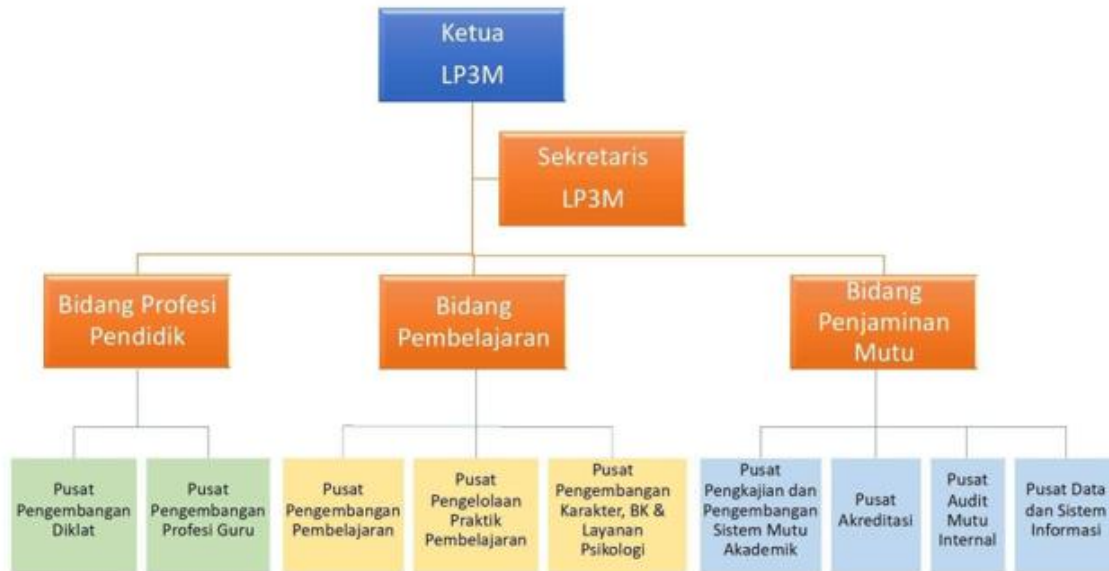 Ketua
LP3M
Sekretaris
LP3M
Bidang Profesi
Pendidik
Bidang
Pembelajaran
Bidang
Penjaminan
Mutu
Pusat
Pengembangan
Diklat
Pusat
Pengembangan
Profesi Guru
Pusat
Pengembangan
Pembelajaran
Pusat
Pengelolaan
Praktik
Pembelajaran
Pusat
Pengembangan
Karakter, BK &
Layanan
Psikologi
Pusat
Pengkajian dan
Pengembangan
Sistem Mutu
Akademik
Pusat
Akreditasi
Pusat
Audit
Mutu
Internal
Pusat Data
dan Sistem
Informasi